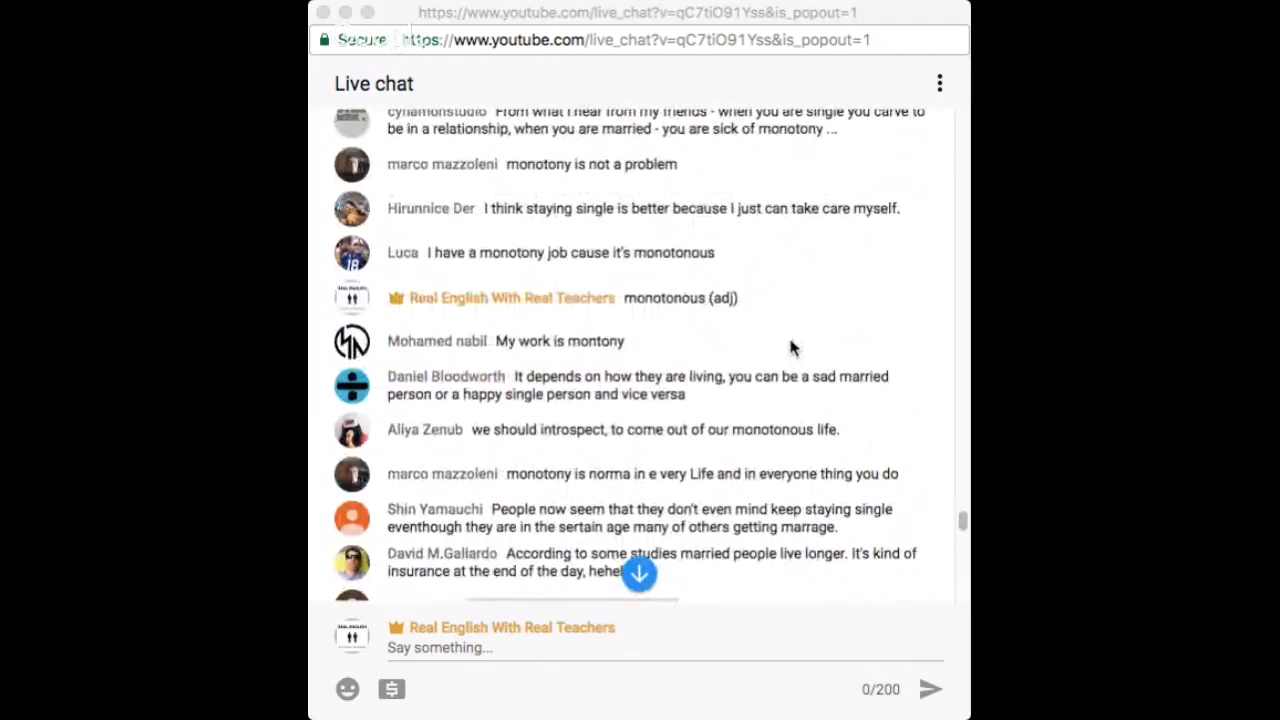 https://www.youtube.com/live_chat?v=qC7tiO91Yss&is_popout=1
Secure https://www.youtube.com/live_chat?v=qC7tiO91Yss&is_popout=1
Live chat
cynamonstudio From what I hear from my friends - when you are single you carve to
be in a relationship, when you are married - you are sick of monotony ...
marco mazzoleni monotony is not a problem
Hirunnice Der I think staying single is better because I just can take care myself.
Luca I have a monotony job cause it's monotonous
Real English With Real Teachers monotonous (adj)
Mohamed nabil My work is montony
Daniel Bloodworth It depends on how they are living, you can be a sad married
person or a happy single person and vice versa
Aliya Zenub we should introspect, to come out of our monotonous life.
marco mazzoleni monotony is norma in e very Life and in everyone thing you do
Shin Yamauchi People now seem that they don't even mind keep staying single
eventhough they are in the sertain age many of others getting marrage.
David M.Gallardo According to some studies married people live longer. It's kind of
insurance at the end of the day, hehe
Real English With Real Teachers
Say something...
0/200